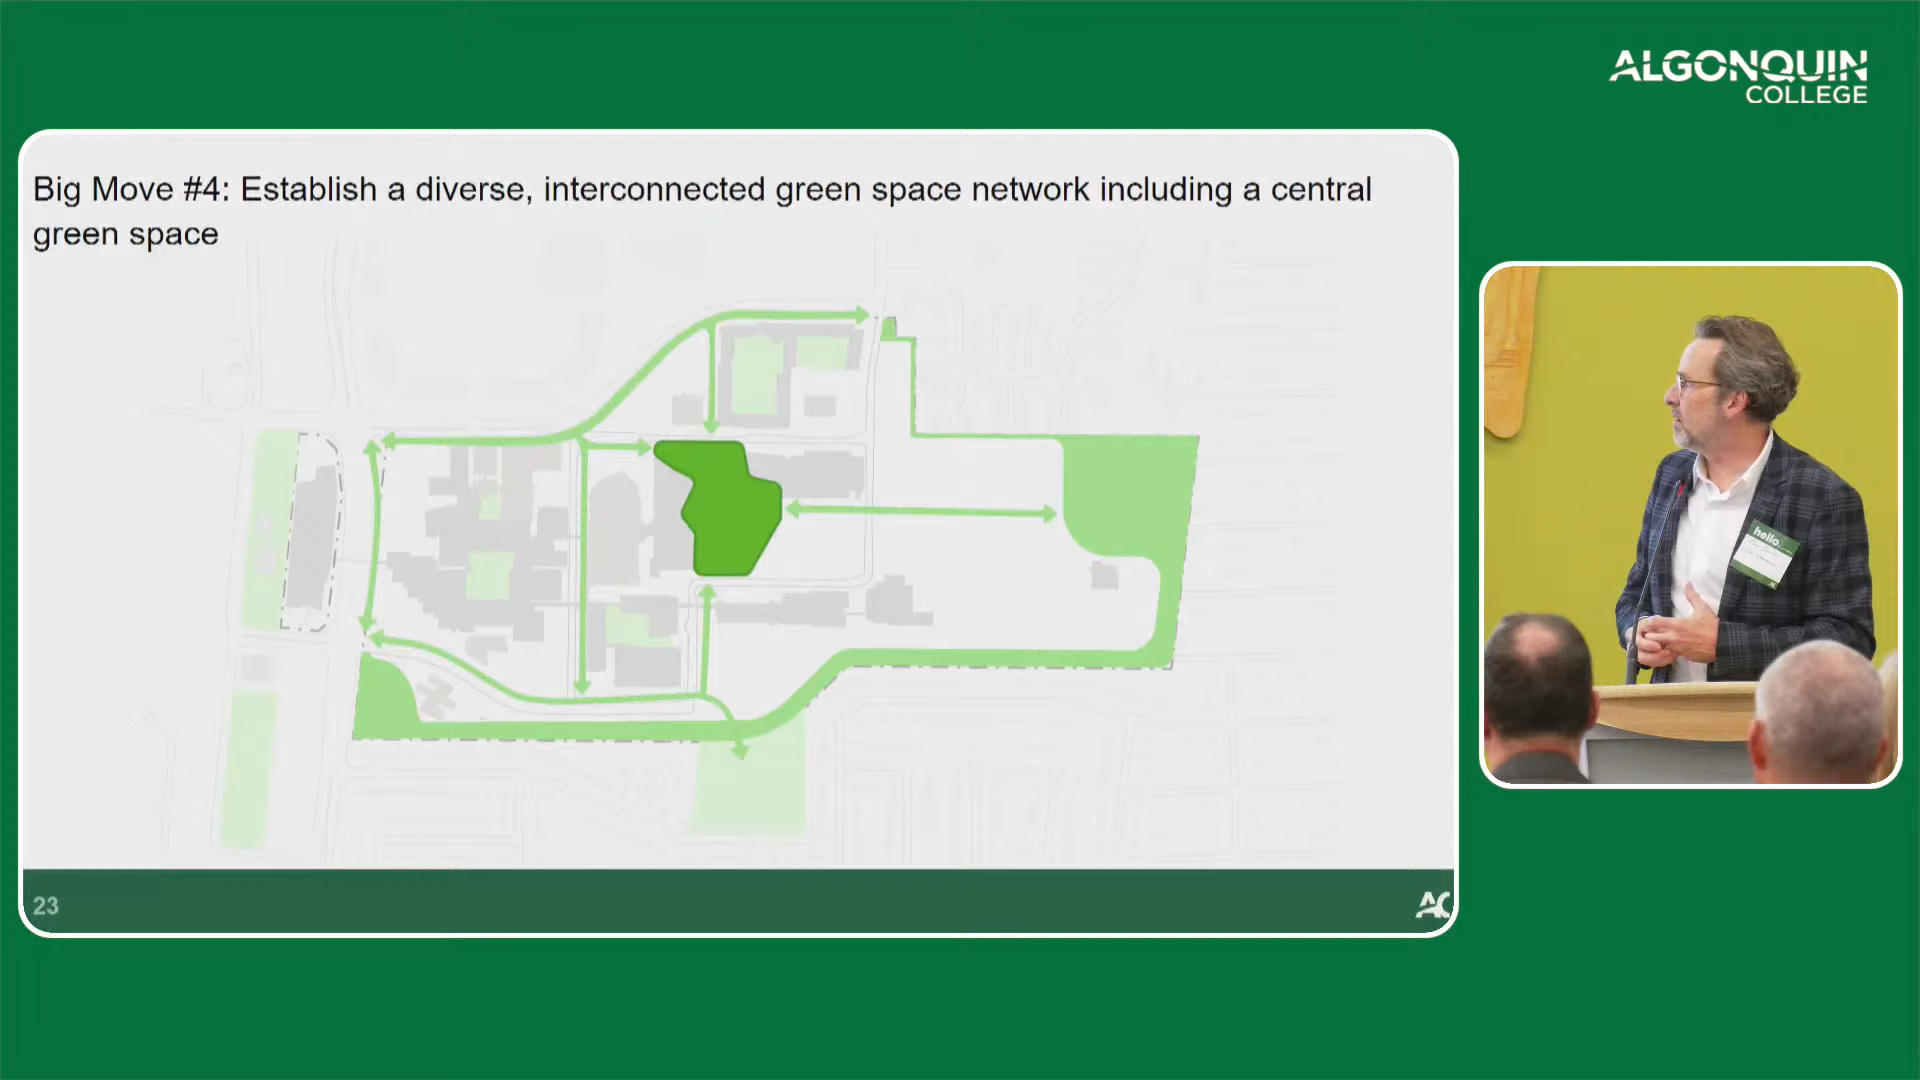 ALGONQUIN
COLLEGE
Big Move #4: Establish a diverse, interconnected green space network including a central
green space
hello.
23
AC